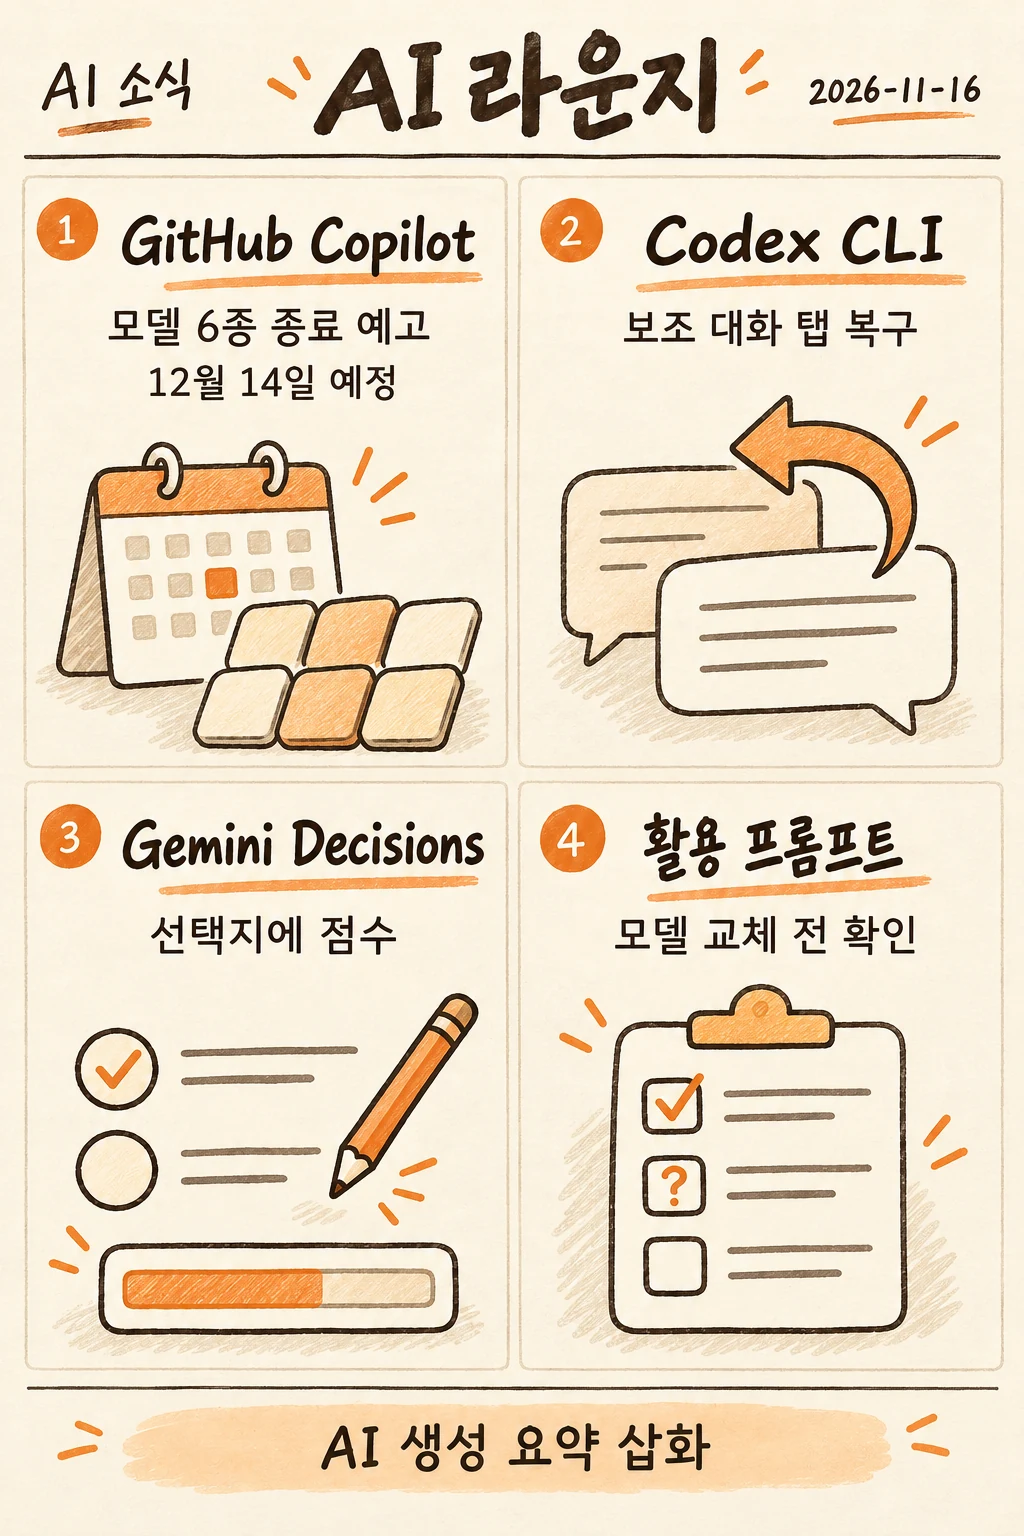 AI 소식
AI 라운지
2026-11-16
1
GitHub Copilot
모델 6종 종료 예고
12월 14일 예정
2
Codex CLI
보조 대화 탭 복구
3
Gemini Decisions
선택지에 점수
4
활용 프롬프트
모델 교체 전 확인
?
AI 생성 요약 삽화